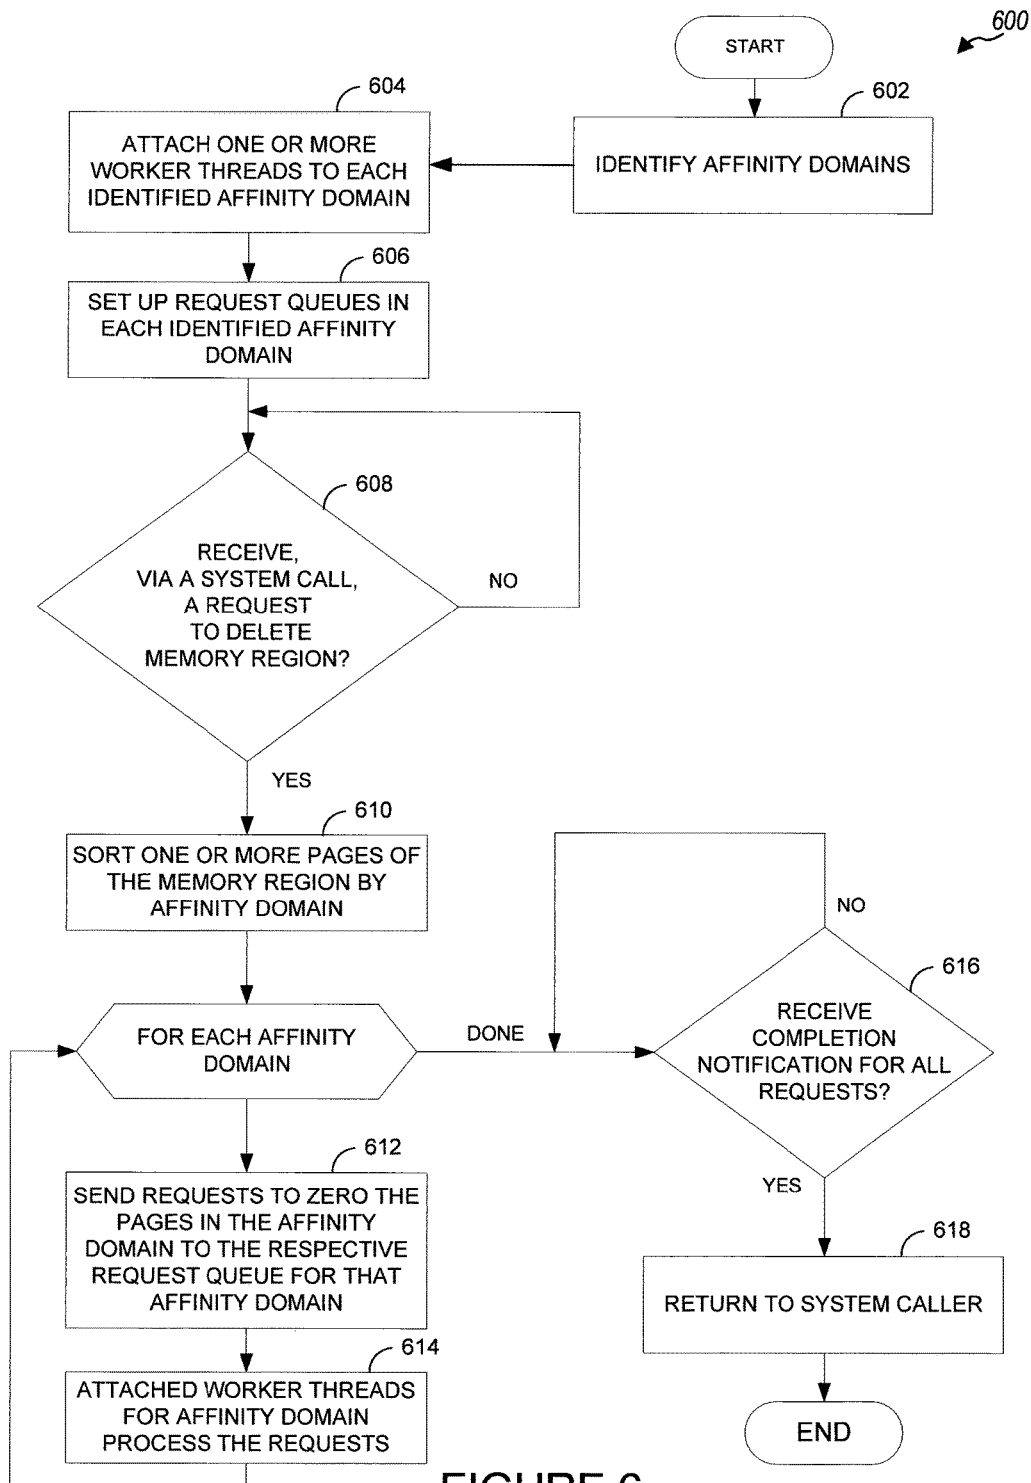 600
START
602
IDENTIFY AFFINITY DOMAINS
604
ATTACH ONE OR MORE
WORKER THREADS TO EACH
IDENTIFIED AFFINITY DOMAIN
606
SET UP REQUEST QUEUES IN
EACH IDENTIFIED AFFINITY
DOMAIN
608
RECEIVE,
VIA A SYSTEM CALL,
A REQUEST
TO DELETE
MEMORY REGION?
NO
YES
610
SORT ONE OR MORE PAGES OF
THE MEMORY REGION BY
AFFINITY DOMAIN
FOR EACH AFFINITY
DOMAIN
DONE
612
SEND REQUESTS TO ZERO THE
PAGES IN THE AFFINITY
DOMAIN TO THE RESPECTIVE
REQUEST QUEUE FOR THAT
AFFINITY DOMAIN
614
ATTACHED WORKER THREADS
FOR AFFINITY DOMAIN
PROCESS THE REQUESTS
NO
616
RECEIVE
COMPLETION
NOTIFICATION FOR ALL
REQUESTS?
YES
618
RETURN TO SYSTEM CALLER
END
FIGURE 6